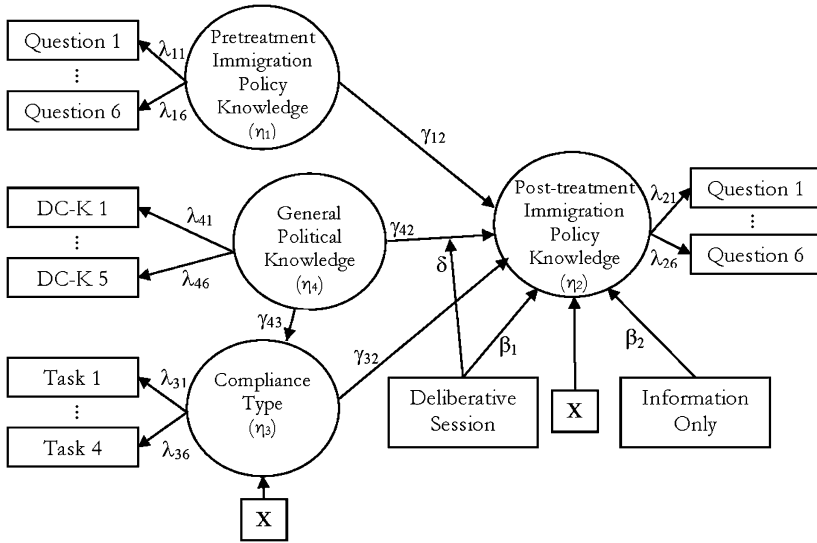 Question 1
⋮
Question 6
λ11
λ16
Pretreatment
Immigration
Policy
Knowledge
(η1)
γ12
DC-K 1
DC-K 5
λ41
λ46
General
Political
Knowledge
(η4)
γ42
δ
γ43
Post-treatment
Immigration
Policy
Knowledge
(η2)
λ21
λ26
Question 1
⋮
Question 6
Task 1
⋮
Task 4
λ31
λ36
Compliance
Type
(η3)
γ32
X
β1
Deliberative
Session
X
β2
Information
Only